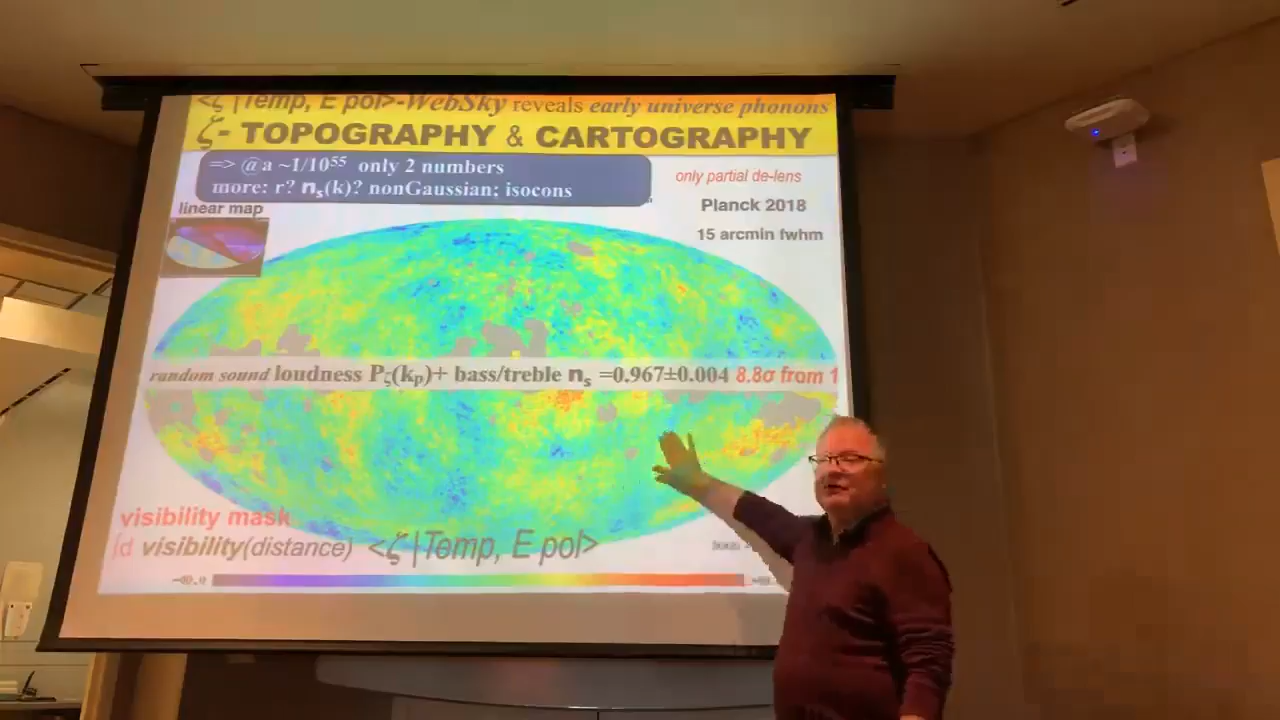 <ζ |Temp, E pol>-WebSky reveals early universe phonons
ζ- TOPOGRAPHY & CARTOGRAPHY
=> @a ~1/10⁵⁵ only 2 numbers
more: r? nₛ(k)? nonGaussian; isocons
only partial de-lens
Planck 2018
15 arcmin fwhm
linear map
random sound loudness Pζ(kₚ)+ bass/treble nₛ =0.967±0.004 8.8σ from 1
visibility mask
∫d visibility(distance) <ζ |Temp, E pol>